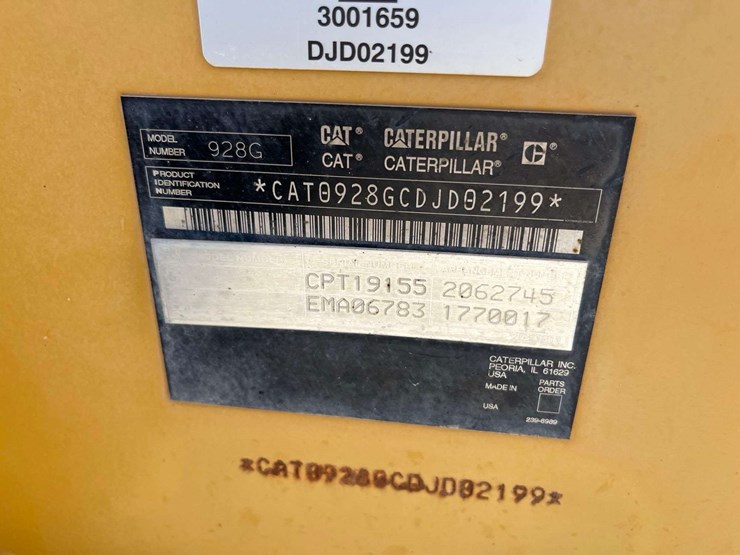 3001659
DJD02199
MODEL NUMBER 928G
CAT® CATERPILLAR®
CAT® CATERPILLAR®
PRODUCT IDENTIFICATION NUMBER *CAT0928GCDJD02199*
CPT19155 2062745
EMA06783 1770017
CATERPILLAR INC.
PEORIA, IL 61629
USA
MADE IN
USA
PARTS
ORDER
239-6989
*CAT0928GCDJD02199*